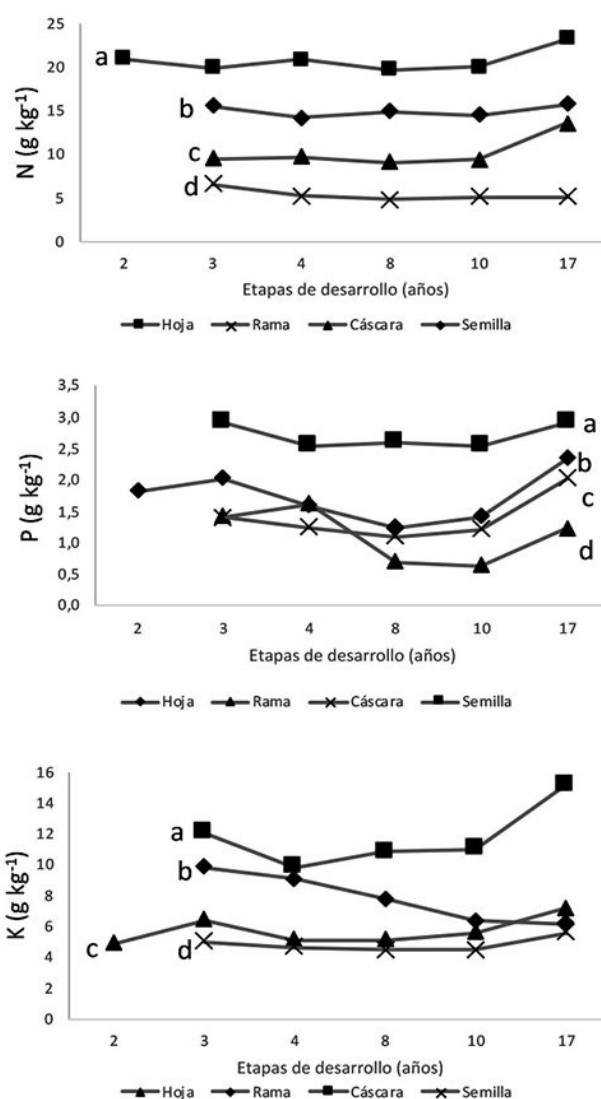 25
20
15
10
5
0
N (g kg-1)
a
b
c
d
2 3 4 8 10 17
Etapas de desarrollo (años)
Hoja Rama Cáscara Semilla
3,5
3,0
2,5
2,0
1,5
1,0
0,5
0,0
P (g kg-1)
a
b
c
d
2 3 4 8 10 17
Etapas de desarrollo (años)
Hoja Rama Cáscara Semilla
16
14
12
10
8
6
4
2
0
K (g kg-1)
a
b
c
d
2 3 4 8 10 17
Etapas de desarrollo (años)
Hoja Rama Cáscara Semilla